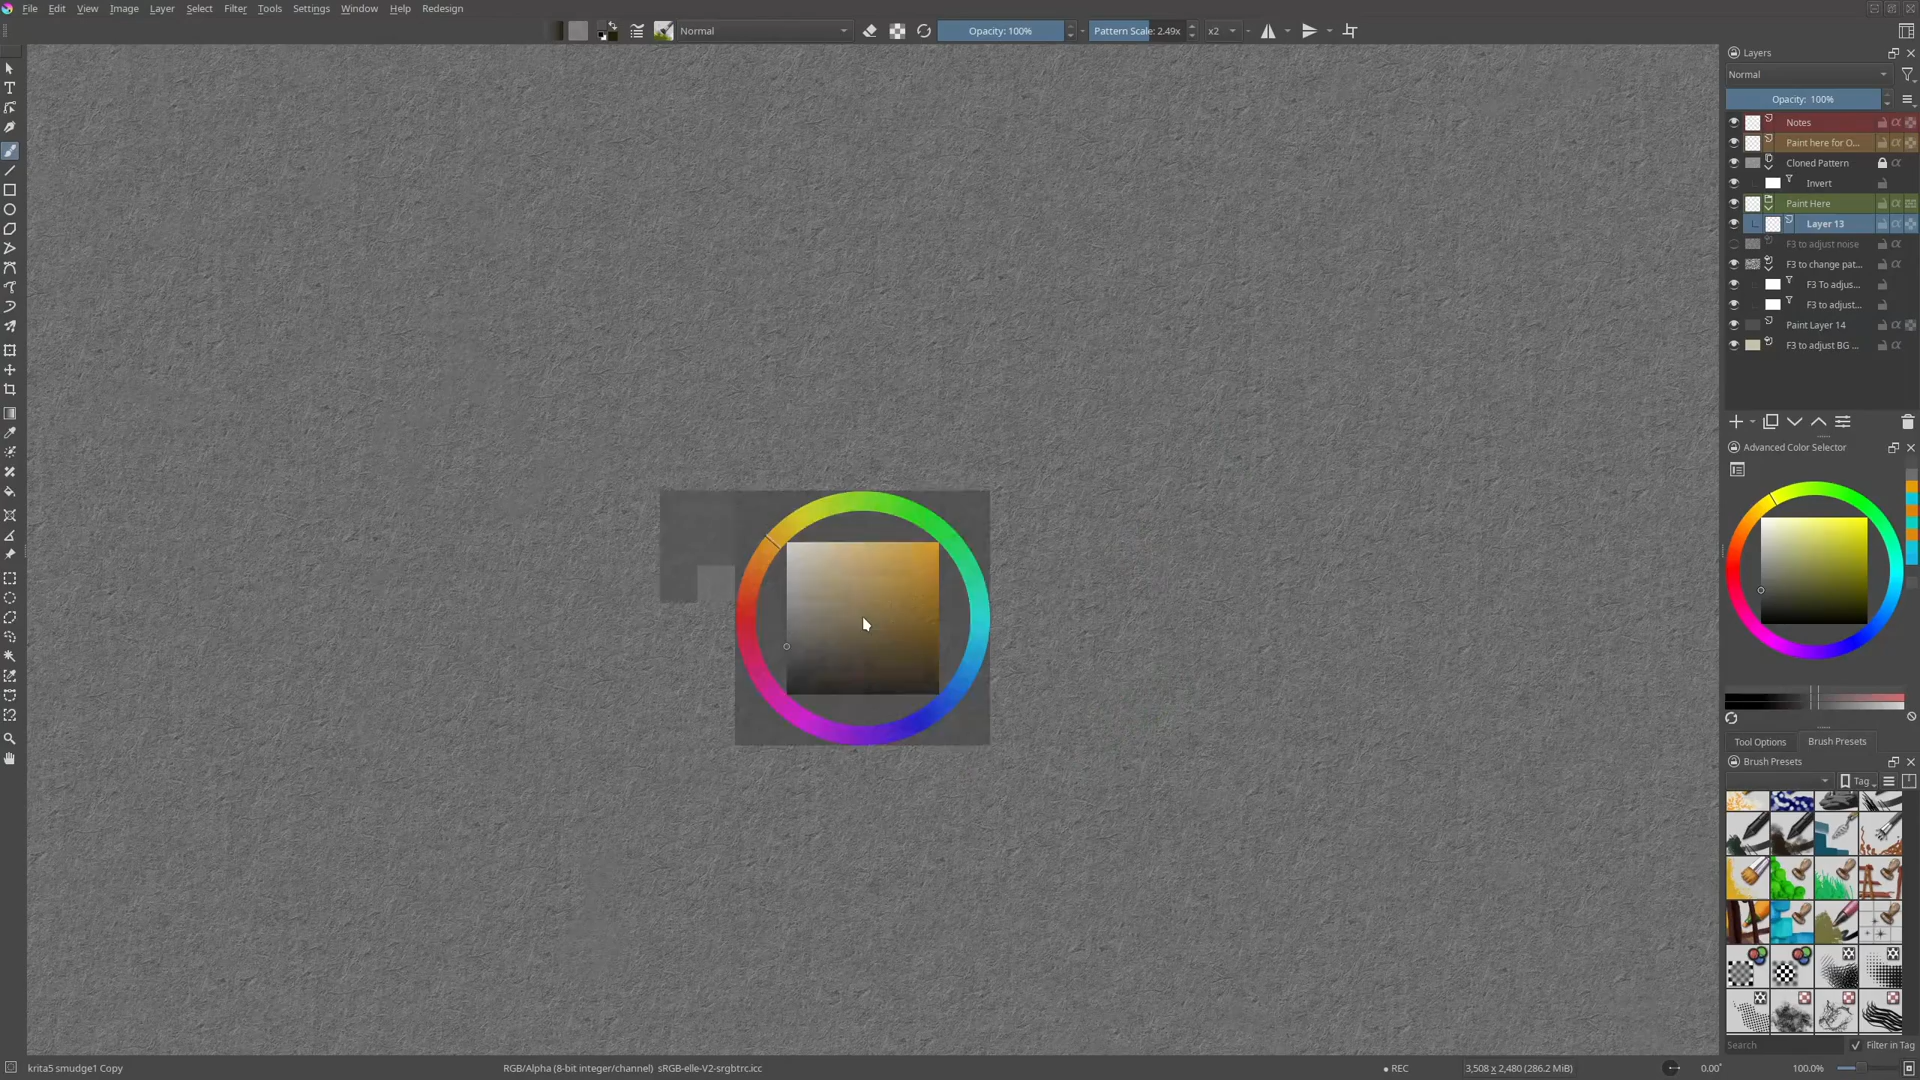 File Edit View Image Layer Select Filter Tools Settings Window Help Redesign
Normal Opacity: 100% Pattern Scale: 2.49x x2
Layers
Normal
Opacity: 100%
Notes
Paint here for O...
Cloned Pattern
Invert
Paint Here
Layer 13
F3 to adjust noise
F3 to change pat...
F3 To adjus...
F3 to adjust...
Paint Layer 14
F3 to adjust BG ...
Advanced Color Selector
Tool Options Brush Presets
Brush Presets
Tag
Search Filter in Tag
krita5 smudge1 Copy RGB/Alpha (8-bit integer/channel) sRGB-elle-V2-srgbtrc.icc REC 3,508 x 2,480 (286.2 MiB) 0.00° 100.0%